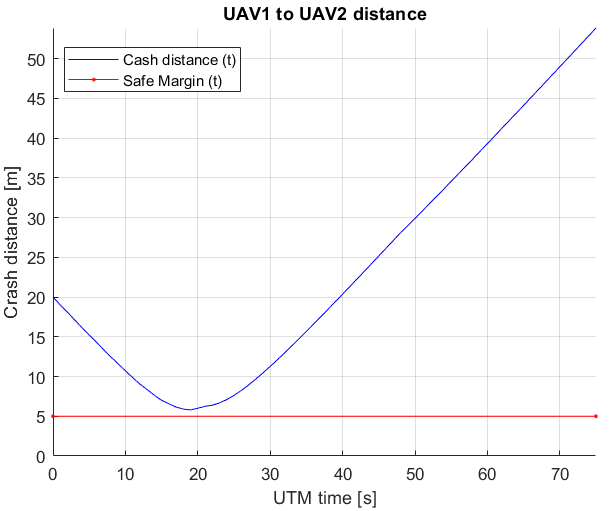 UAV1 to UAV2 distance
Cash distance (t)
Safe Margin (t)
Crash distance [m]
50
45
40
35
30
25
20
15
10
5
0
0 10 20 30 40 50 60 70
UTM time [s]